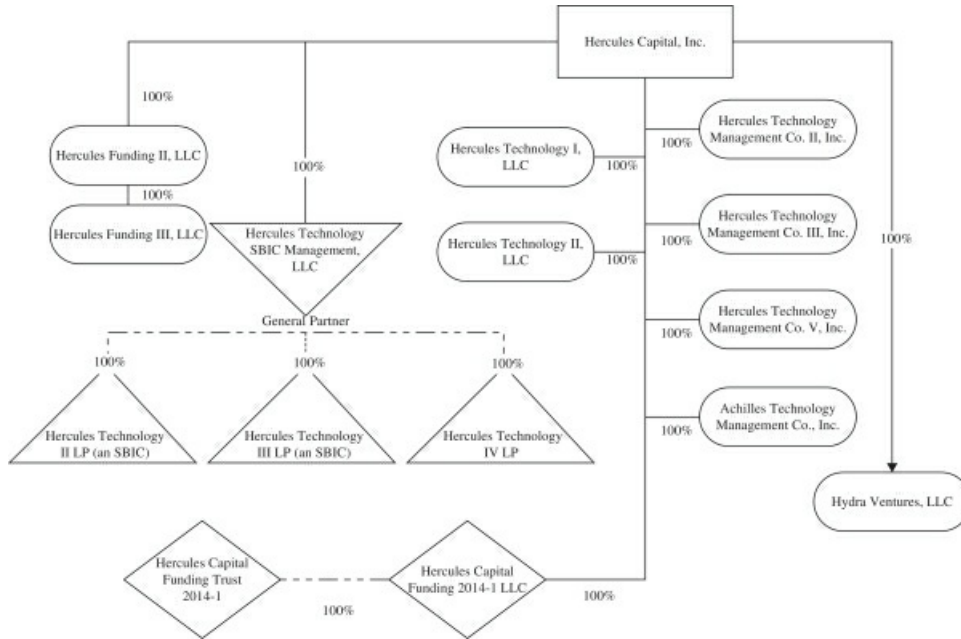 Hercules Capital, Inc.
100%
Hercules Funding II, LLC
100%
Hercules Funding III, LLC
100%
Hercules Technology
SBIC Management,
LLC
General Partner
100%
100%
100%
Hercules Technology
II LP (an SBIC)
Hercules Technology
III LP (an SBIC)
Hercules Technology
IV LP
Hercules Technology I,
LLC
100%
Hercules Technology II,
LLC
100%
Hercules Technology
Management Co. II, Inc.
100%
Hercules Technology
Management Co. III, Inc.
100%
Hercules Technology
Management Co. V, Inc.
100%
Achilles Technology
Management Co., Inc.
100%
100%
Hydra Ventures, LLC
Hercules Capital
Funding Trust
2014-1
100%
Hercules Capital
Funding 2014-1 LLC
100%